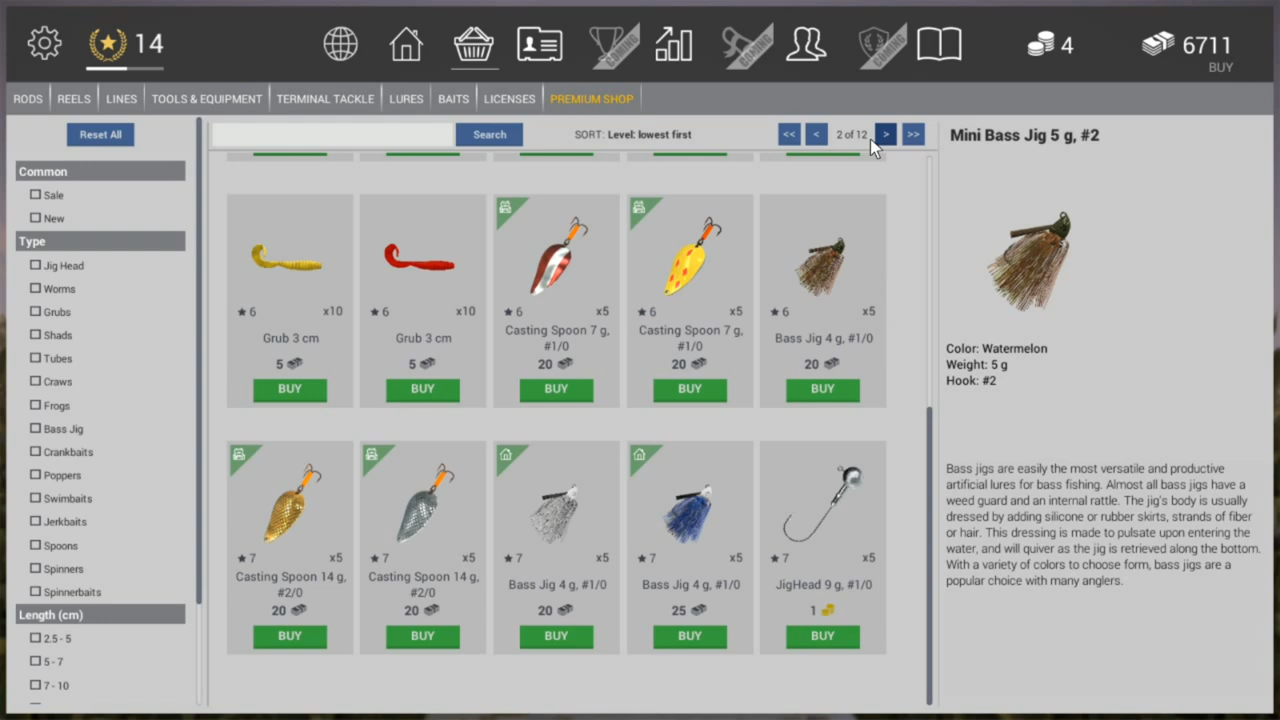 14
COMING
COMING
COMING
4
6711
BUY
RODS
REELS
LINES
TOOLS & EQUIPMENT
TERMINAL TACKLE
LURES
BAITS
LICENSES
PREMIUM SHOP
Reset All
Common
Sale
New
Type
Jig Head
Worms
Grubs
Shads
Tubes
Craws
Frogs
Bass Jig
Crankbaits
Poppers
Swimbaits
Jerkbaits
Spoons
Spinners
Spinnerbaits
Length (cm)
2.5 - 5
5 - 7
7 - 10
Search
SORT: Level: lowest first
<<
<
2 of 12
>
>>
6 x10
Grub 3 cm
5
BUY
6 x10
Grub 3 cm
5
BUY
6 x5
Casting Spoon 7 g,
#1/0
20
BUY
6 x5
Casting Spoon 7 g,
#1/0
20
BUY
6 x5
Bass Jig 4 g, #1/0
20
BUY
7 x5
Casting Spoon 14 g,
#2/0
20
BUY
7 x5
Casting Spoon 14 g,
#2/0
20
BUY
7 x5
Bass Jig 4 g, #1/0
20
BUY
7 x5
Bass Jig 4 g, #1/0
25
BUY
7 x5
JigHead 9 g, #1/0
1
BUY
Mini Bass Jig 5 g, #2
Color: Watermelon
Weight: 5 g
Hook: #2
Bass jigs are easily the most versatile and productive
artificial lures for bass fishing. Almost all bass jigs have a
weed guard and an internal rattle. The jig's body is usually
dressed by adding silicone or rubber skirts, strands of fiber
or hair. This dressing is made to pulsate upon entering the
water, and will quiver as the jig is retrieved along the bottom.
With a variety of colors to choose form, bass jigs are a
popular choice with many anglers.